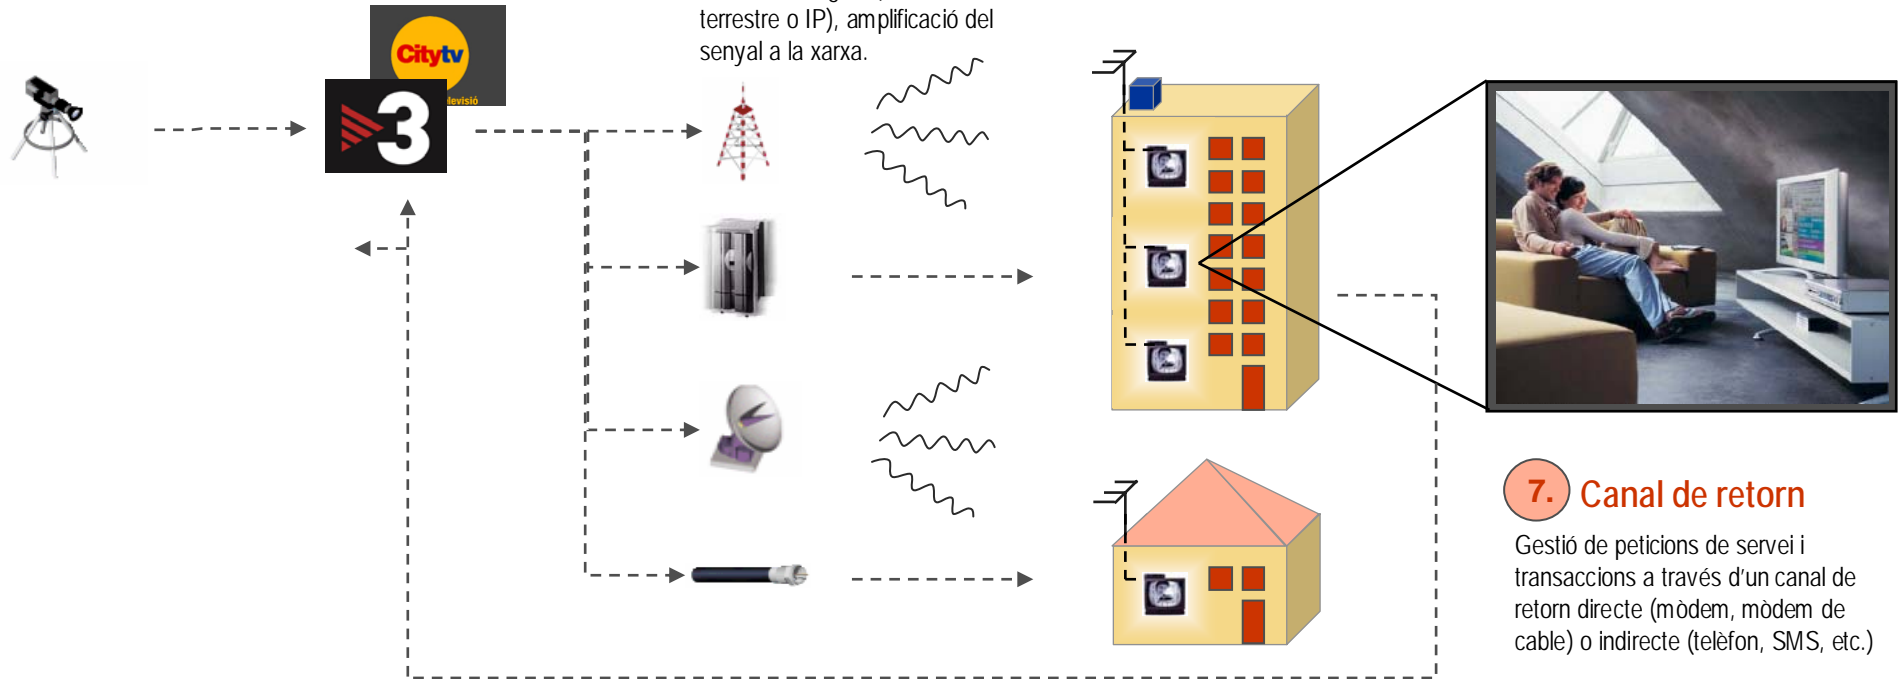 terrestre o IP), amplificació del
senyal a la xarxa.
Citytv
levisió
3
7. Canal de retorn
Gestió de peticions de servei i
transaccions a través d'un canal de
retorn directe (mòdem, mòdem de
cable) o indirecte (telèfon, SMS, etc.)